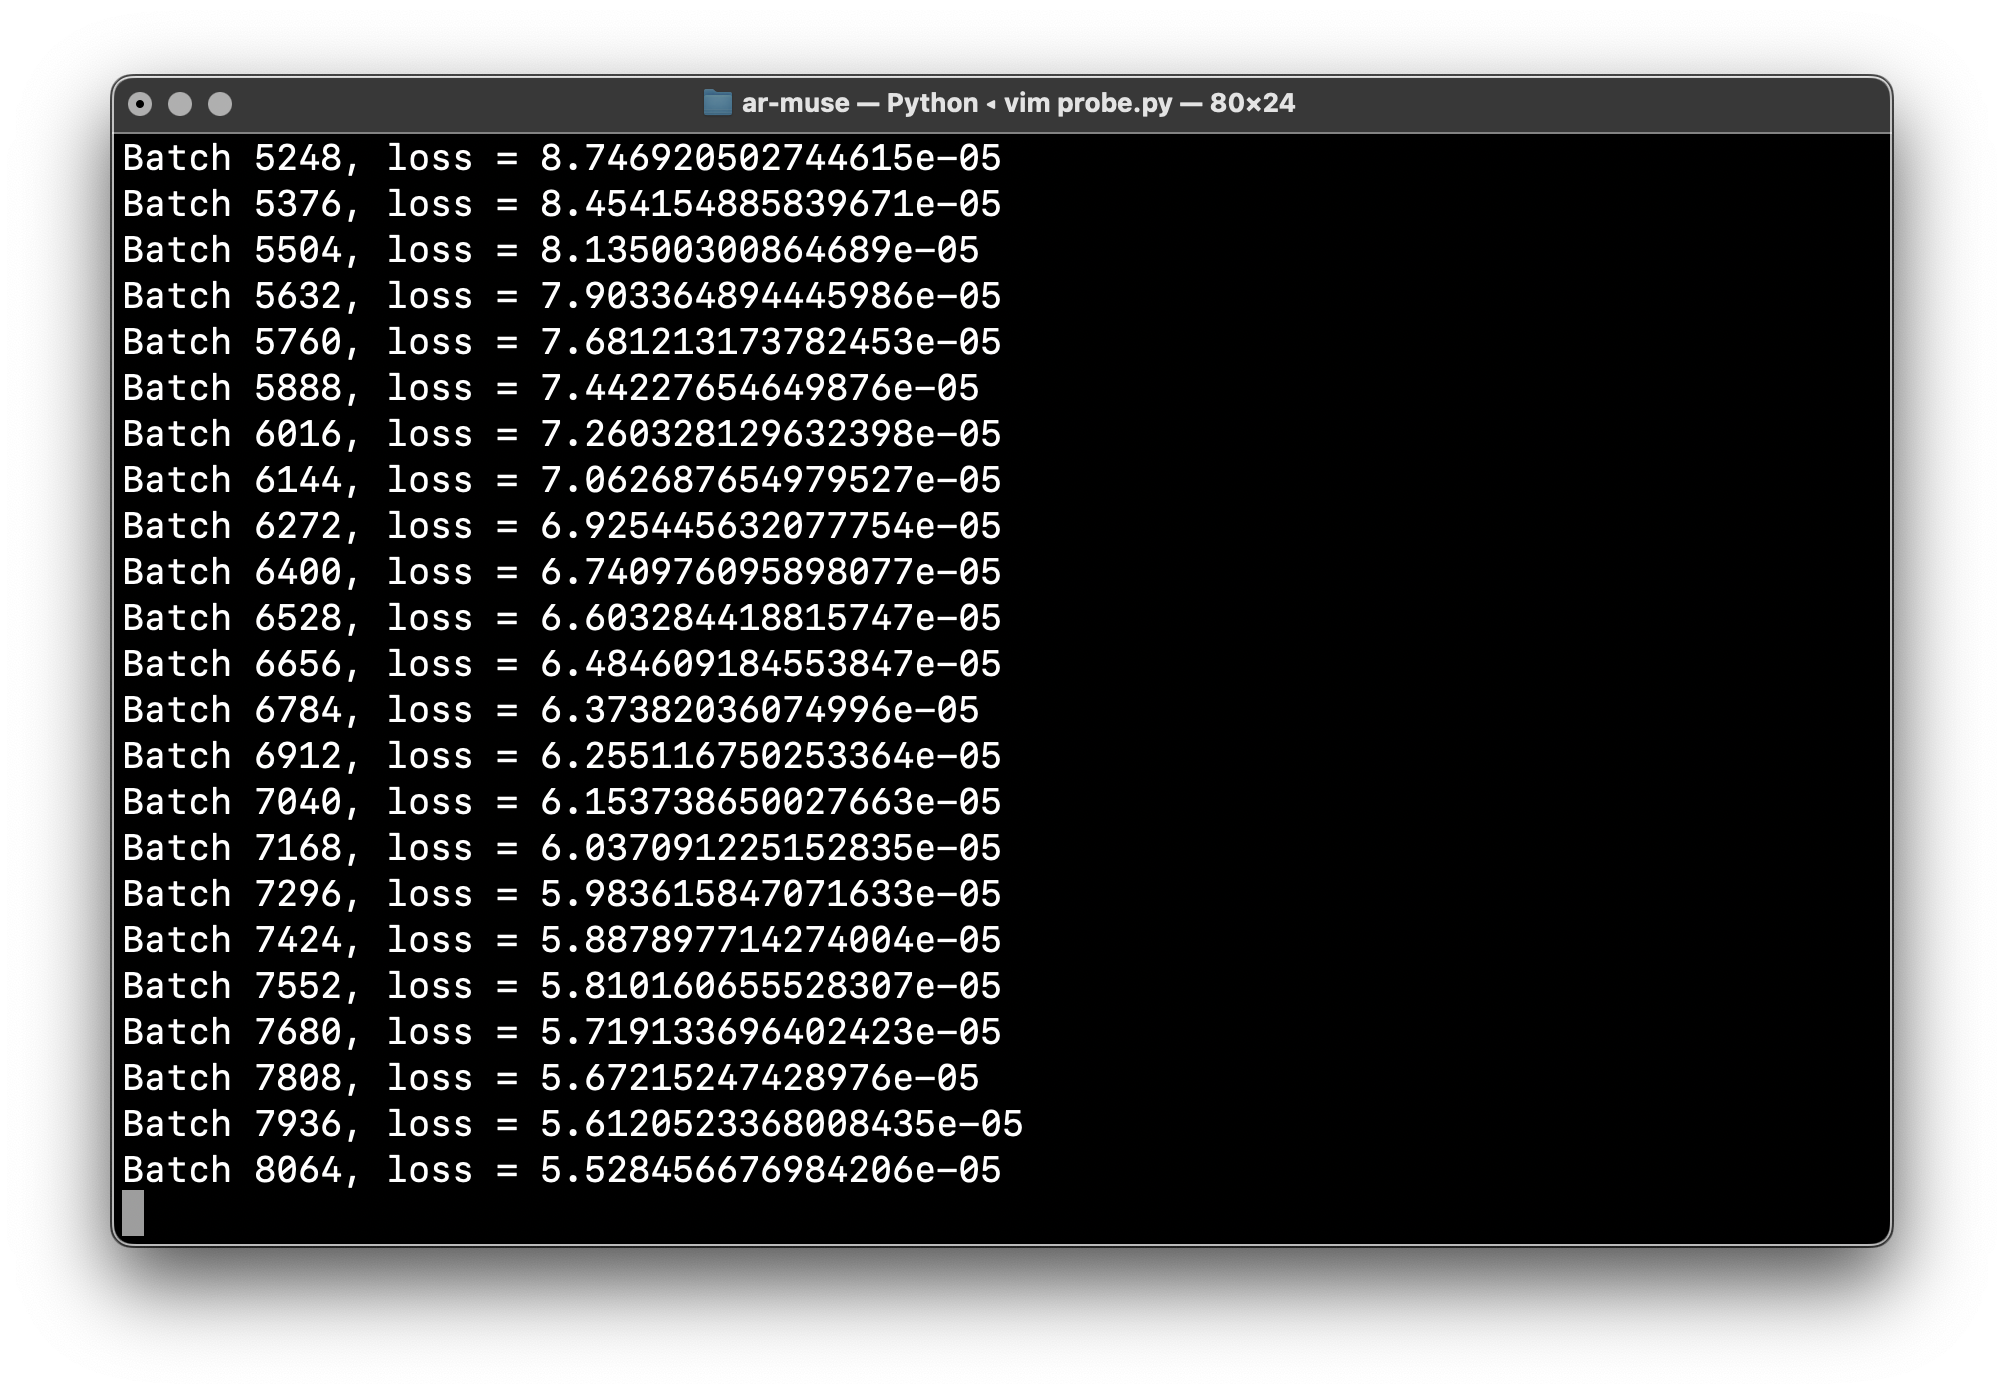 ar-muse — Python ◂ vim probe.py — 80×24
Batch 5248, loss = 8.746920502744615e-05
Batch 5376, loss = 8.454154885839671e-05
Batch 5504, loss = 8.13500300864689e-05
Batch 5632, loss = 7.903364894445986e-05
Batch 5760, loss = 7.681213173782453e-05
Batch 5888, loss = 7.44227654649876e-05
Batch 6016, loss = 7.260328129632398e-05
Batch 6144, loss = 7.062687654979527e-05
Batch 6272, loss = 6.925445632077754e-05
Batch 6400, loss = 6.740976095898077e-05
Batch 6528, loss = 6.603284418815747e-05
Batch 6656, loss = 6.484609184553847e-05
Batch 6784, loss = 6.37382036074996e-05
Batch 6912, loss = 6.255116750253364e-05
Batch 7040, loss = 6.153738650027663e-05
Batch 7168, loss = 6.037091225152835e-05
Batch 7296, loss = 5.983615847071633e-05
Batch 7424, loss = 5.887897714274004e-05
Batch 7552, loss = 5.810160655528307e-05
Batch 7680, loss = 5.719133696402423e-05
Batch 7808, loss = 5.67215247428976e-05
Batch 7936, loss = 5.6120523368008435e-05
Batch 8064, loss = 5.528456676984206e-05